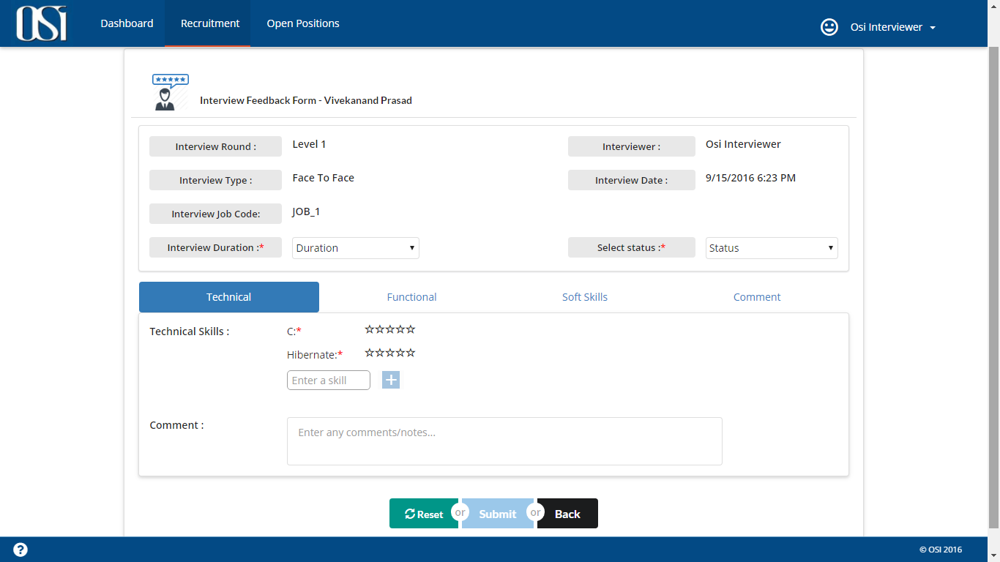 OSI Dashboard Recruitment Open Positions Osi Interviewer
Interview Feedback Form - Vivekanand Prasad
Interview Round : Level 1 Interviewer : Osi Interviewer
Interview Type : Face To Face Interview Date : 9/15/2016 6:23 PM
Interview Job Code: JOB_1
Interview Duration :* Duration Select status :* Status
Technical Functional Soft Skills Comment
Technical Skills : C:*
Hibernate:*
Enter a skill
Comment : Enter any comments/notes...
Reset or Submit or Back
? © OSI 2016